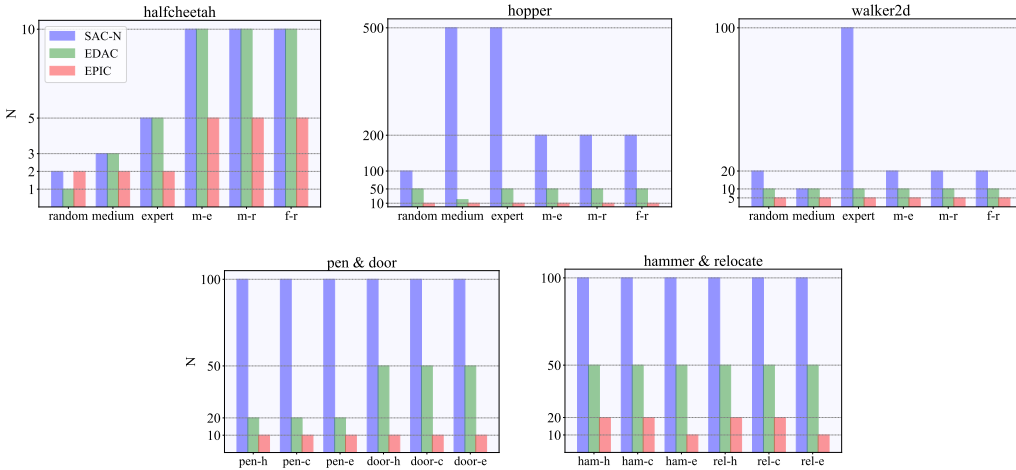 halfcheetah
10
5
3
2
1
N
SAC-N
EDAC
EPIC
random medium expert m-e m-r f-r
hopper
500
200
100
50
10
random medium expert m-e m-r f-r
walker2d
100
20
10
5
random medium expert m-e m-r f-r
pen & door
100
50
20
10
N
pen-h pen-c pen-e door-h door-c door-e
hammer & relocate
100
50
20
10
ham-h ham-c ham-e rel-h rel-c rel-e